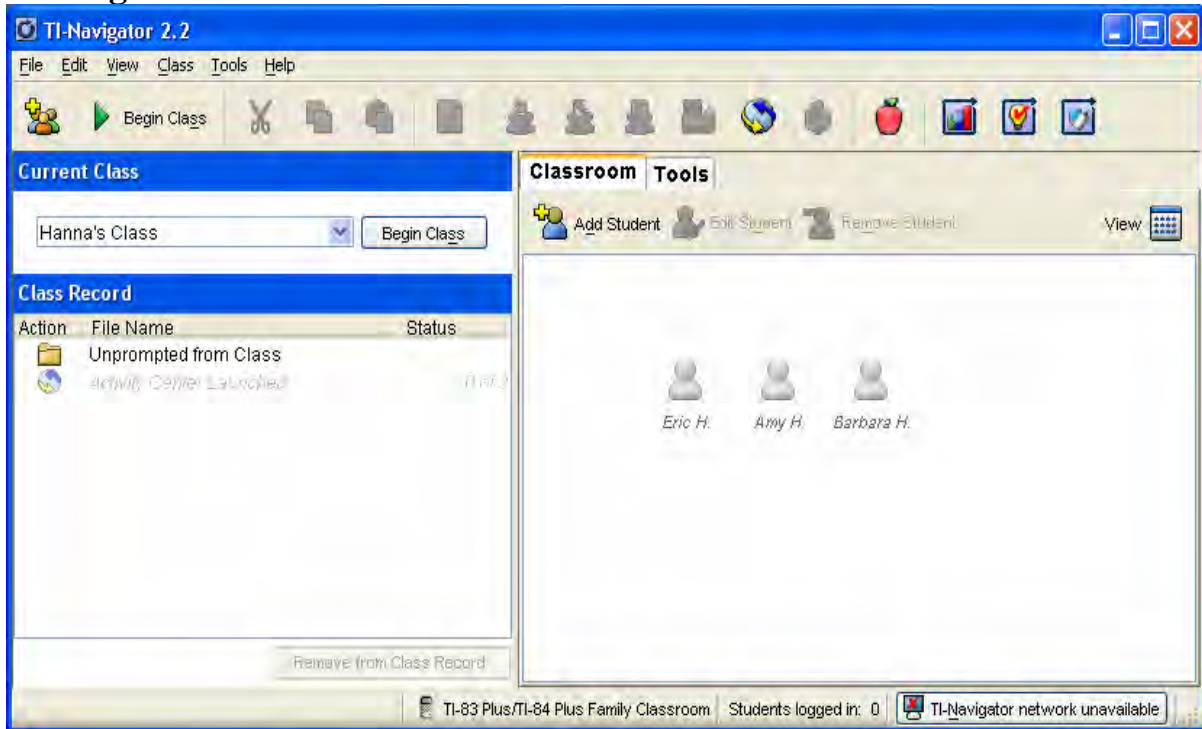 TI-Navigator 2.2
File Edit View Class Tools Help
Begin Class
Current Class
Hanna's Class
Begin Class
Class Record
Action File Name Status
Unprompted from Class
Activity Center Launched
Remove from Class Record
Classroom Tools
Add Student Edit Student Remove Student View
Eric H. Amy H. Barbara H.
TI-83 Plus/TI-84 Plus Family Classroom Students logged in: 0 TI-Navigator network unavailable